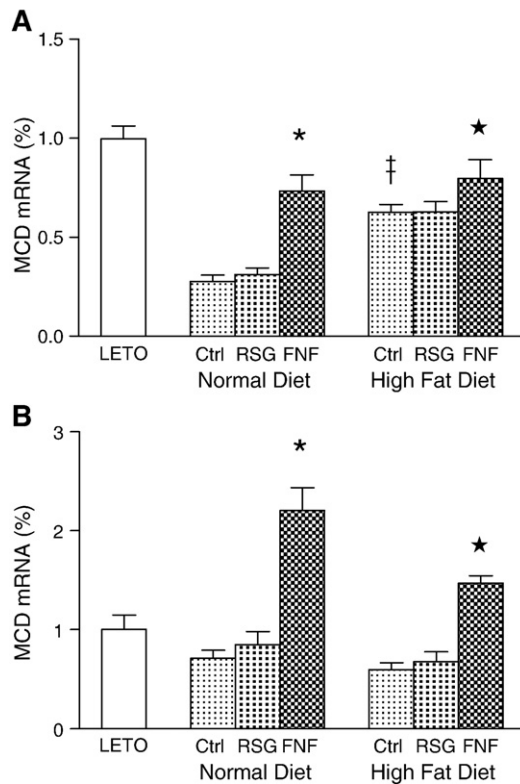 A
MCD mRNA (%)
1.5
1.0
0.5
0.0
*
‡
★
LETO
Ctrl RSG FNF
Ctrl RSG FNF
Normal Diet
High Fat Diet
B
MCD mRNA (%)
3
2
1
0
*
★
LETO
Ctrl RSG FNF
Ctrl RSG FNF
Normal Diet
High Fat Diet